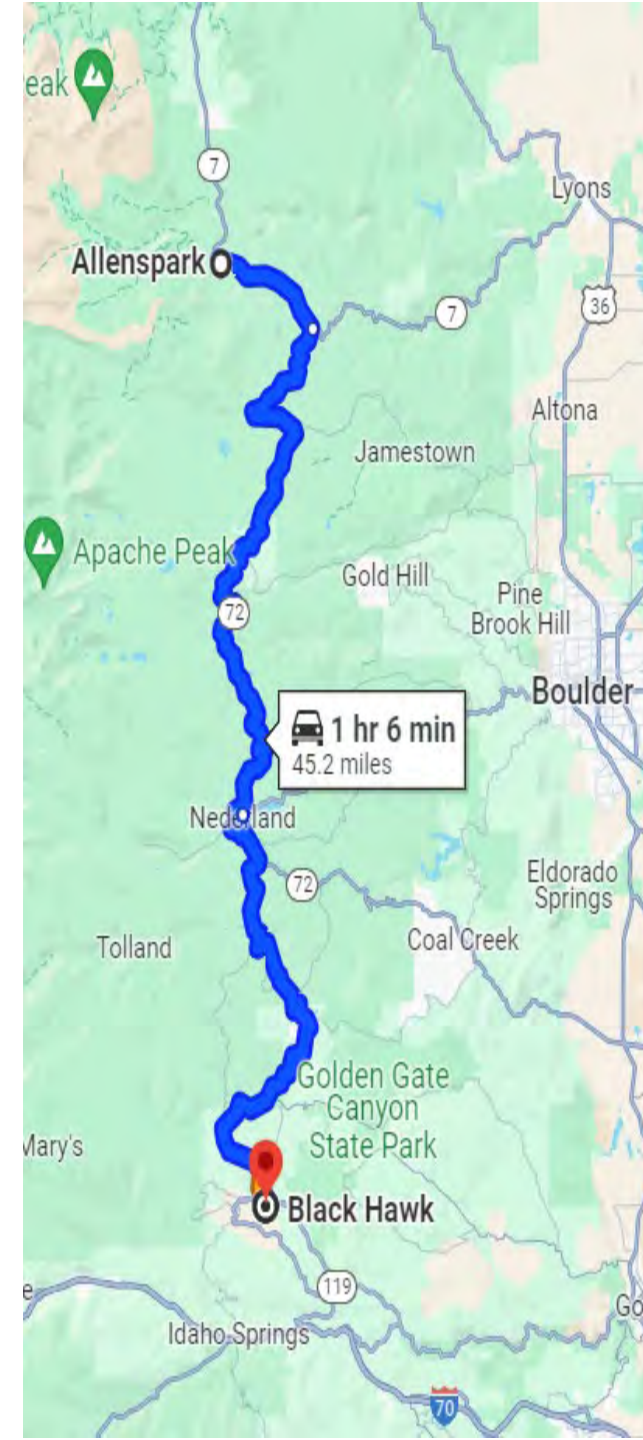 eak
7
Lyons
Allenspark
7
36
Altona
Jamestown
Apache Peak
Gold Hill
72
Pine
Brook Hill
Boulder
1 hr 6 min
45.2 miles
Nederland
72
Eldorado
Springs
Tolland
Coal Creek
Golden Gate
Canyon
State Park
Mary's
Black Hawk
119
e
Go
Idaho Springs
70